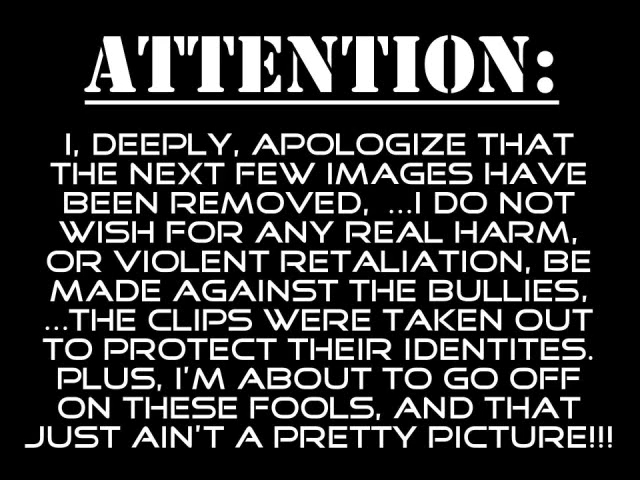 ATTENTION:
I, DEEPLY, APOLOGIZE THAT
THE NEXT FEW IMAGES HAVE
BEEN REMOVED, ...I DO NOT
WISH FOR ANY REAL HARM,
OR VIOLENT RETALIATION, BE
MADE AGAINST THE BULLIES,
...THE CLIPS WERE TAKEN OUT
TO PROTECT THEIR IDENTITES.
PLUS, I'M ABOUT TO GO OFF
ON THESE FOOLS, AND THAT
JUST AIN'T A PRETTY PICTURE!!!